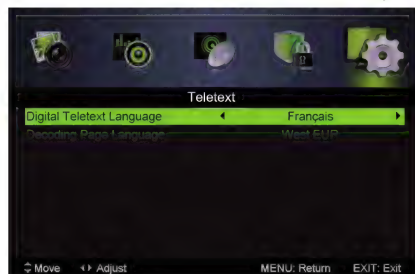 Teletext
Digital Teletext Language Français
Decoding Page Language West EUR
Move Adjust MENU: Return EXIT: Exit